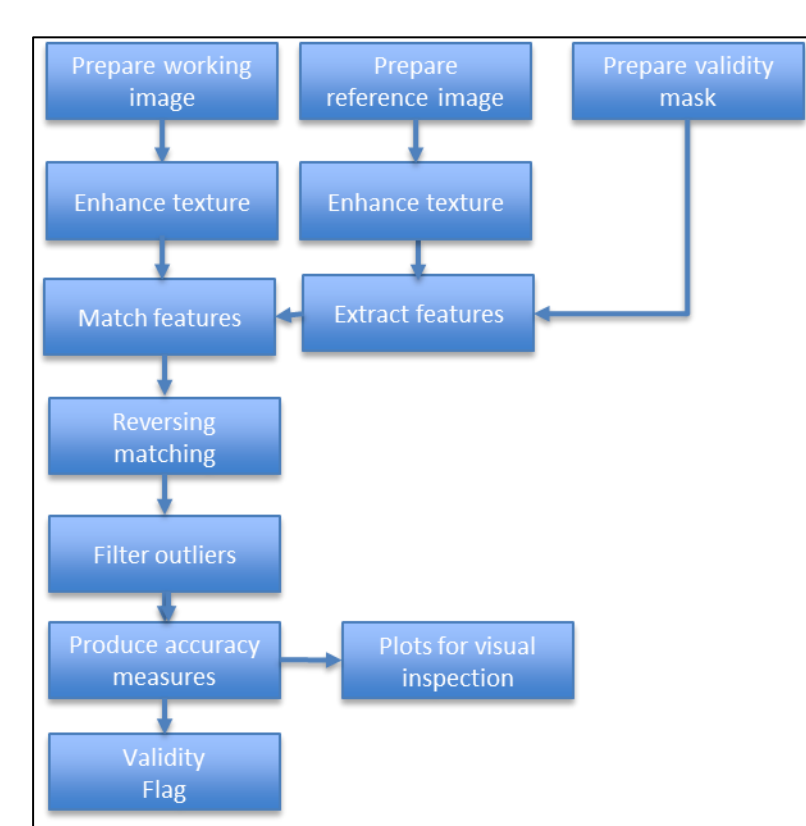 Prepare working
image
Prepare
reference image
Prepare validity
mask
Enhance texture
Enhance texture
Match features
Extract features
Reversing
matching
Filter outliers
Produce accuracy
measures
Plots for visual
inspection
Validity
Flag